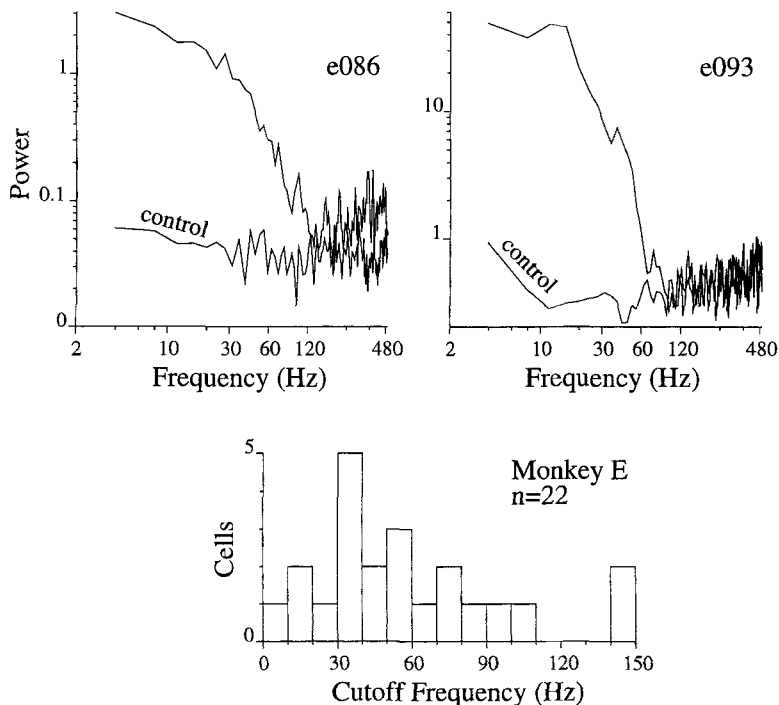 e086
1.
0.1
0
Power
control
2 10 30 60 120 480
Frequency (Hz)
e093
10
1.
control
2 10 30 60 120 480
Frequency (Hz)
Monkey E
n=22
5
0
Cells
0 30 60 90 120 150
Cutoff Frequency (Hz)